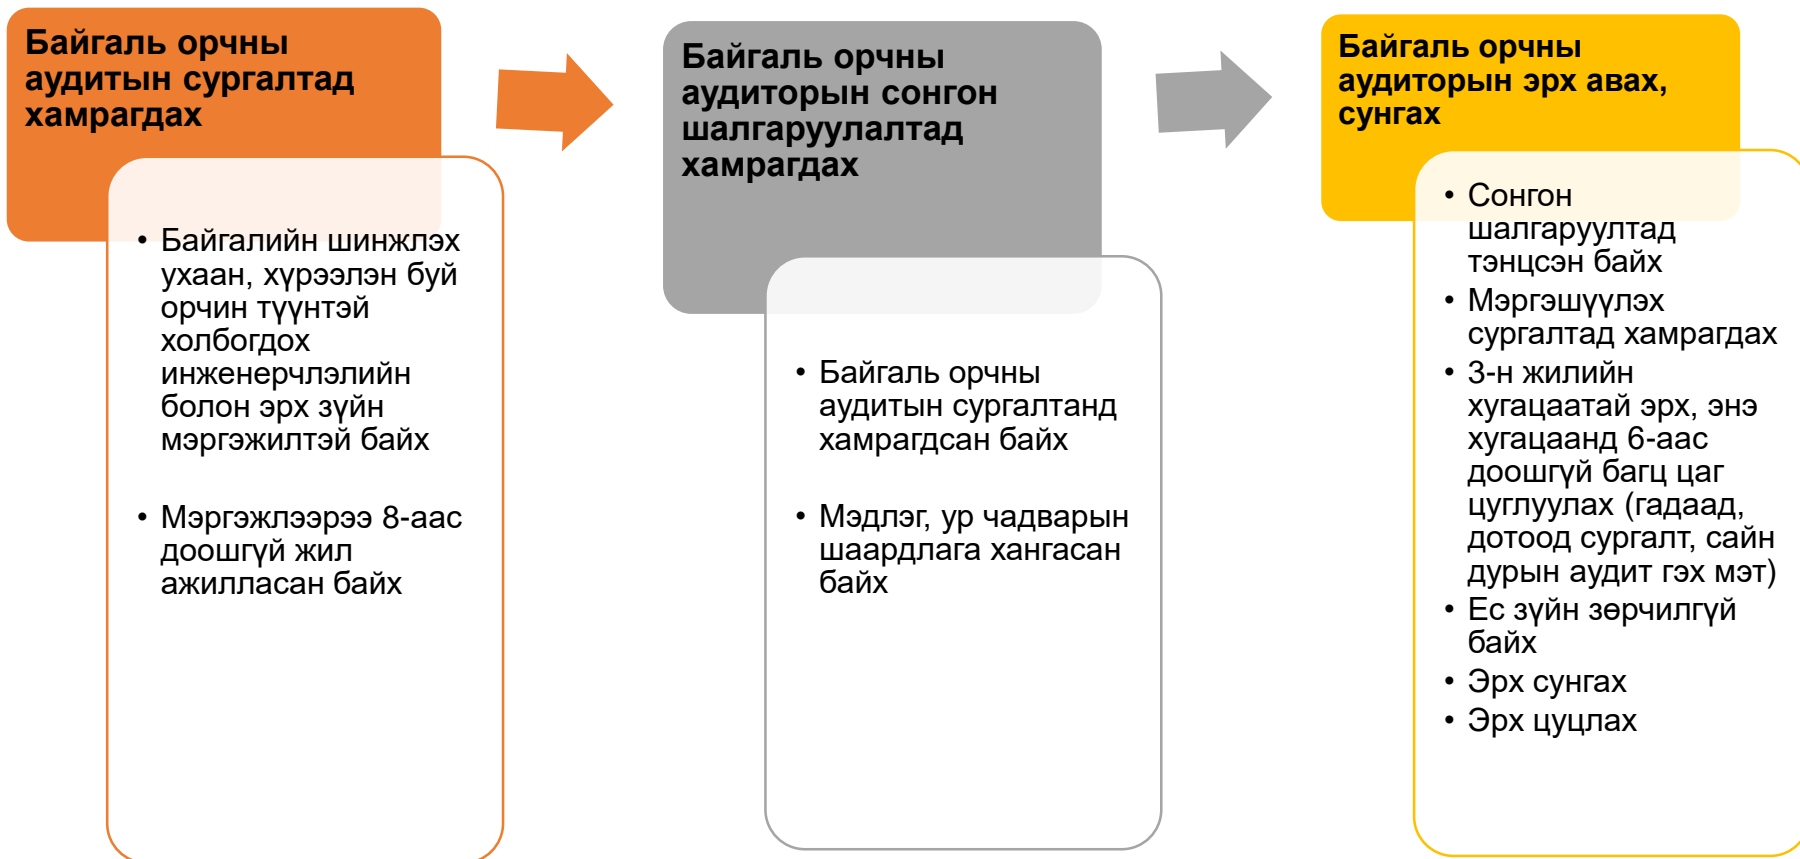 Байгаль орчны
аудитын сургалтад
хамрагдах
• Байгалийн шинжлэх
ухаан, хүрээлэн буй
орчин түүнтэй
холбогдох
инженерчлэлийн
болон эрх зүйн
мэргэжилтэй байх
• Мэргэжлээрээ 8-аас
доошгүй жил
ажилласан байх
Байгаль орчны
аудиторын сонгон
шалгаруулалтад
хамрагдах
• Байгаль орчны
аудитын сургалтанд
хамрагдсан байх
• Мэдлэг, ур чадварын
шаардлага хангасан
байх
Байгаль орчны
аудиторын эрх авах,
сунгах
• Сонгон
шалгаруултад
тэнцсэн байх
• Мэргэшүүлэх
сургалтад хамрагдах
• 3-н жилийн
хугацаатай эрх, энэ
хугацаанд 6-аас
доошгүй багц цаг
цуглуулах (гадаад,
дотоод сургалт, сайн
дурын аудит гэх мэт)
• Ес зүйн зөрчилгүй
байх
• Эрх сунгах
• Эрх цуцлах